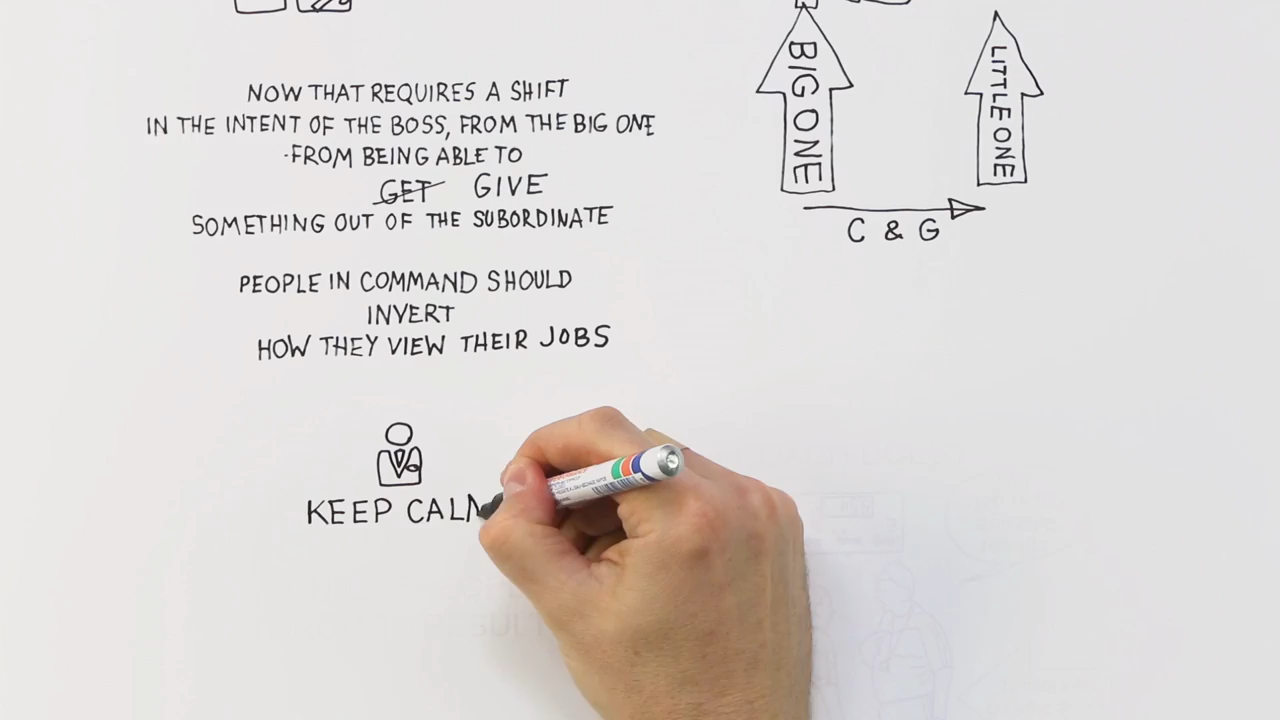 NOW THAT REQUIRES A SHIFT
IN THE INTENT OF THE BOSS, FROM THE BIG ONE
-FROM BEING ABLE TO
GET GIVE
SOMETHING OUT OF THE SUBORDINATE
PEOPLE IN COMMAND SHOULD
INVERT
HOW THEY VIEW THEIR JOBS
KEEP CALM
BIG ONE
LITTLE ONE
C & G